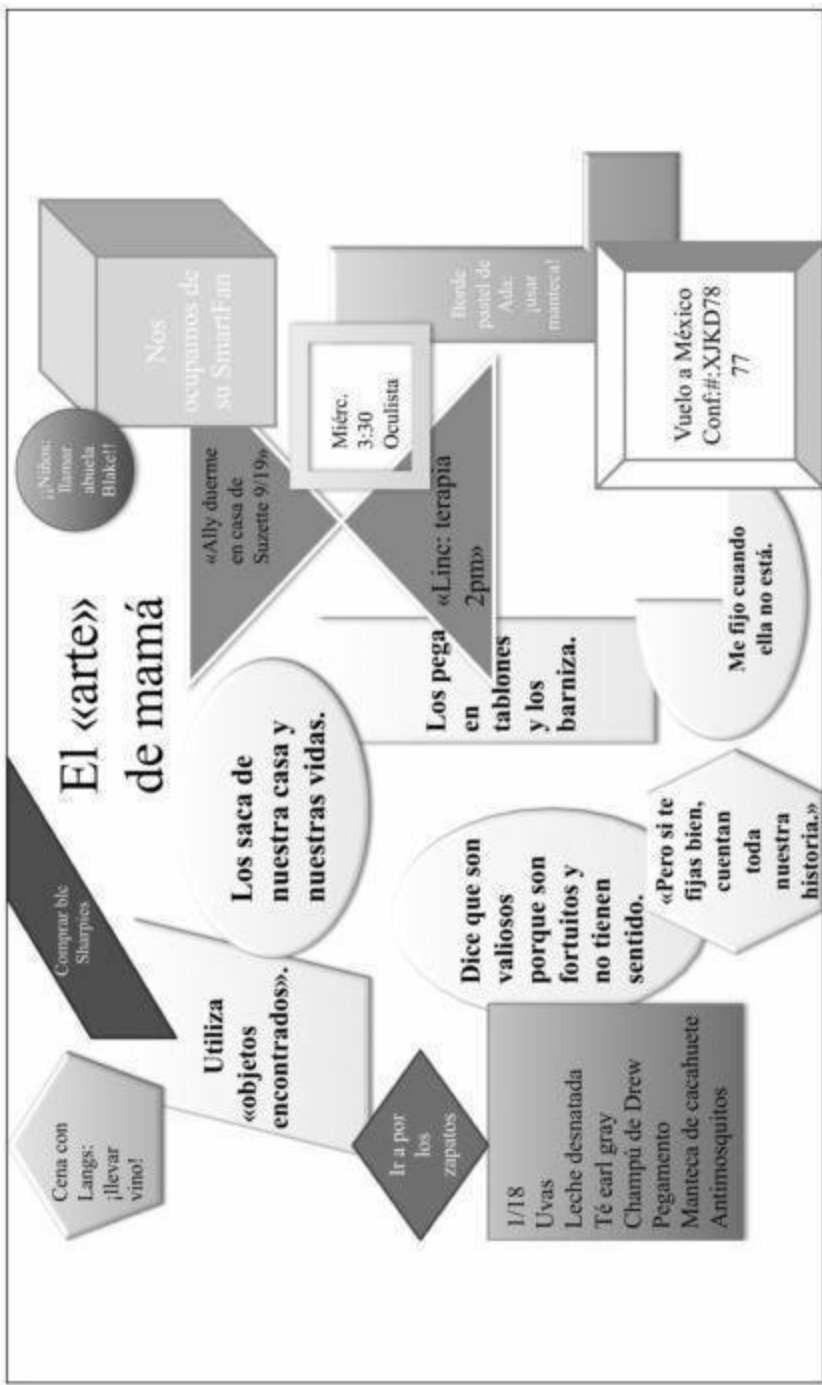 El «arte»
de mamá
Cena con
Langs:
¡llevar
vino!
Comprar blc
Sharpies
¡¡Niños:
llamar
abuela
Blake!!
Utiliza
«objetos
encontrados».
Los saca de
nuestra casa y
nuestras vidas.
«Ally duerme
en casa de
Suzette 9/19»
Nos
ocupamos de
su SmartFan
Ir a por
los
zapatos
Los pega
en
tablones
y los
barniza.
«Linc: terapia
2pm»
Miérc.
3:30
Oculista
Borde
pastel de
Ada:
¡usar
manteca!
1/18
Uvas
Leche desnatada
Té earl gray
Champú de Drew
Pegamento
Manteca de cacahuete
Antimosquitos
Dice que son
valiosos
porque son
fortuitos y
no tienen
sentido.
«Pero si te
fijas bien,
cuentan
toda
nuestra
historia.»
Me fijo cuando
ella no está.
Vuelo a México
Conf:#:XJKD78
77